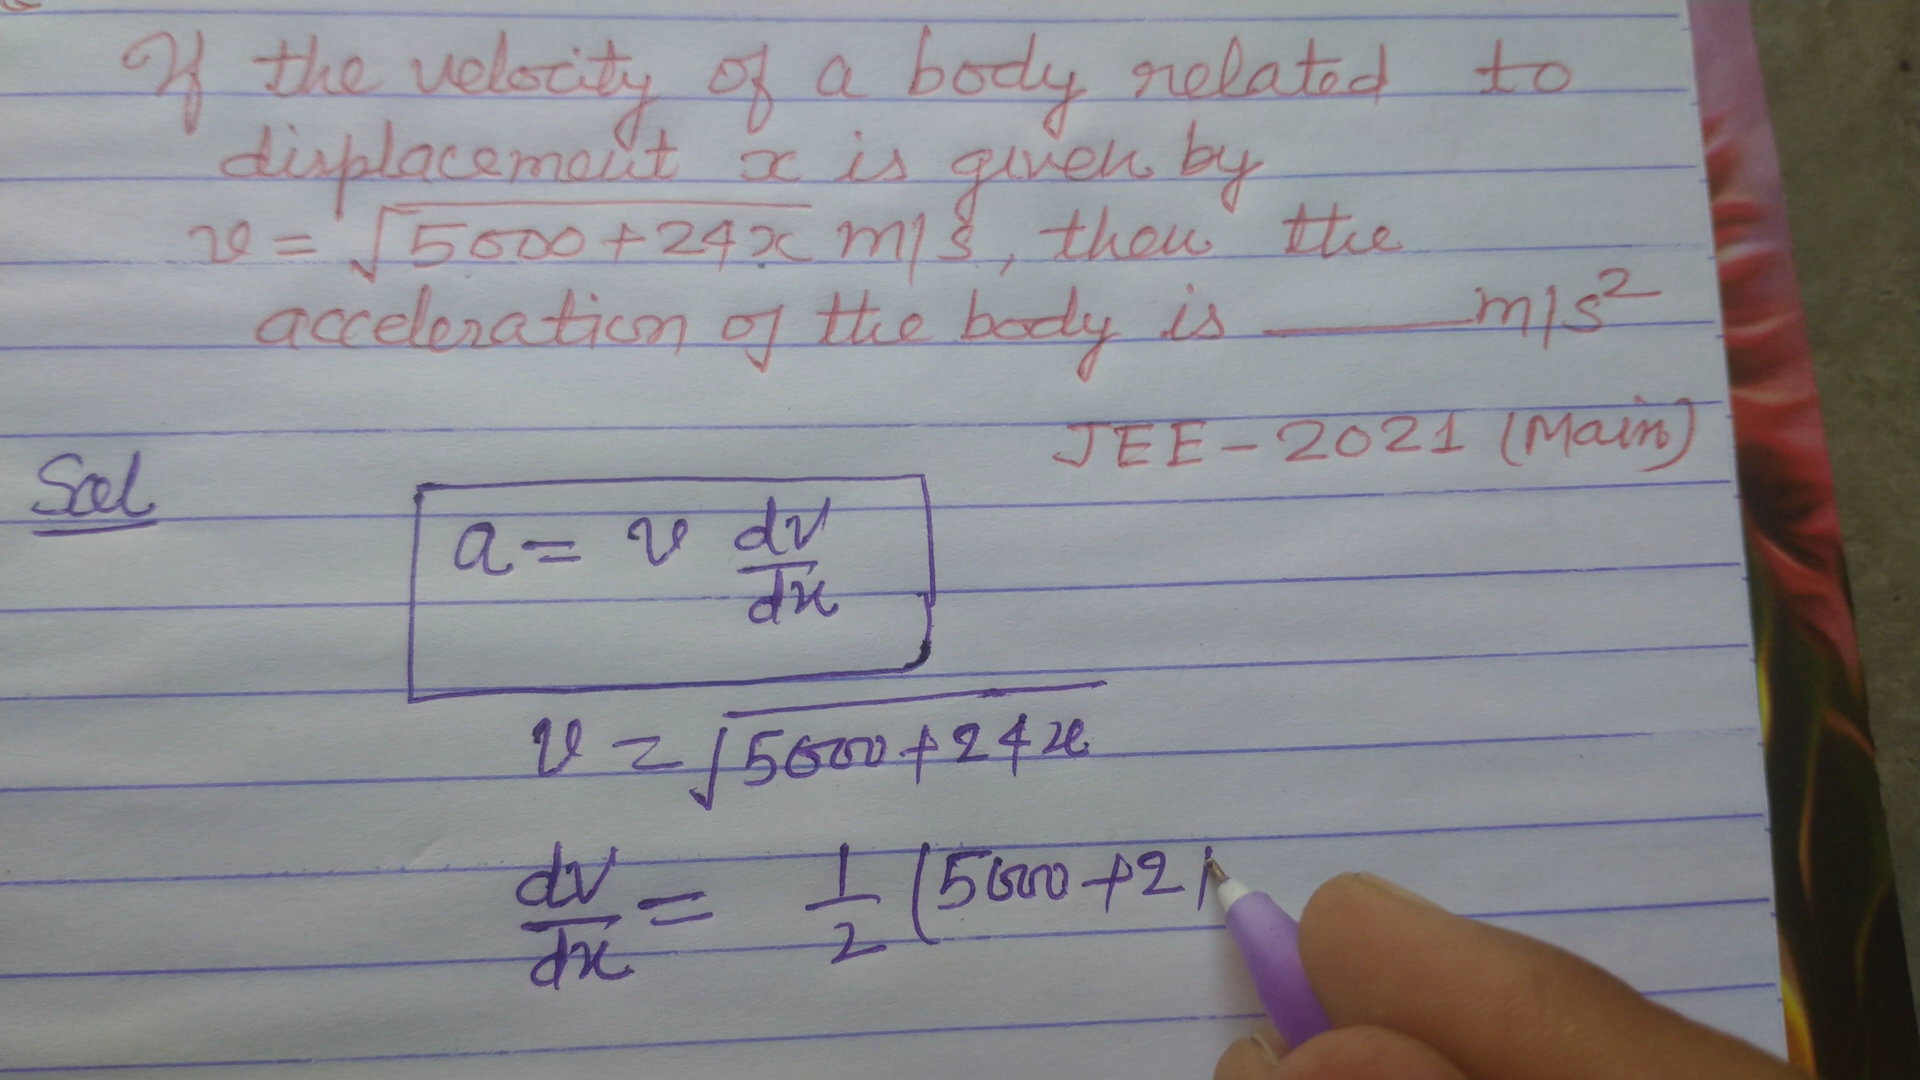 If the velocity of a body related to
displacement x is given by
v = √5000+24x m/s, then the
acceleration of the body is ______ m/s²
JEE-2021 (Main)
Sol
a = v dv/dx
v = √5000+24x
dv/dx = 1/2 (5000+2